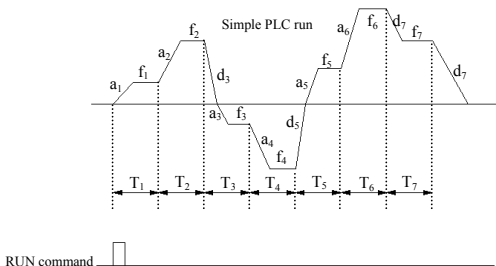 Simple PLC run
a1 f1 a2 f2 d3 a3 f3 a4 f4 d5 a5 f5 a6 f6 d7 f7 d7
T1 T2 T3 T4 T5 T6 T7
RUN command